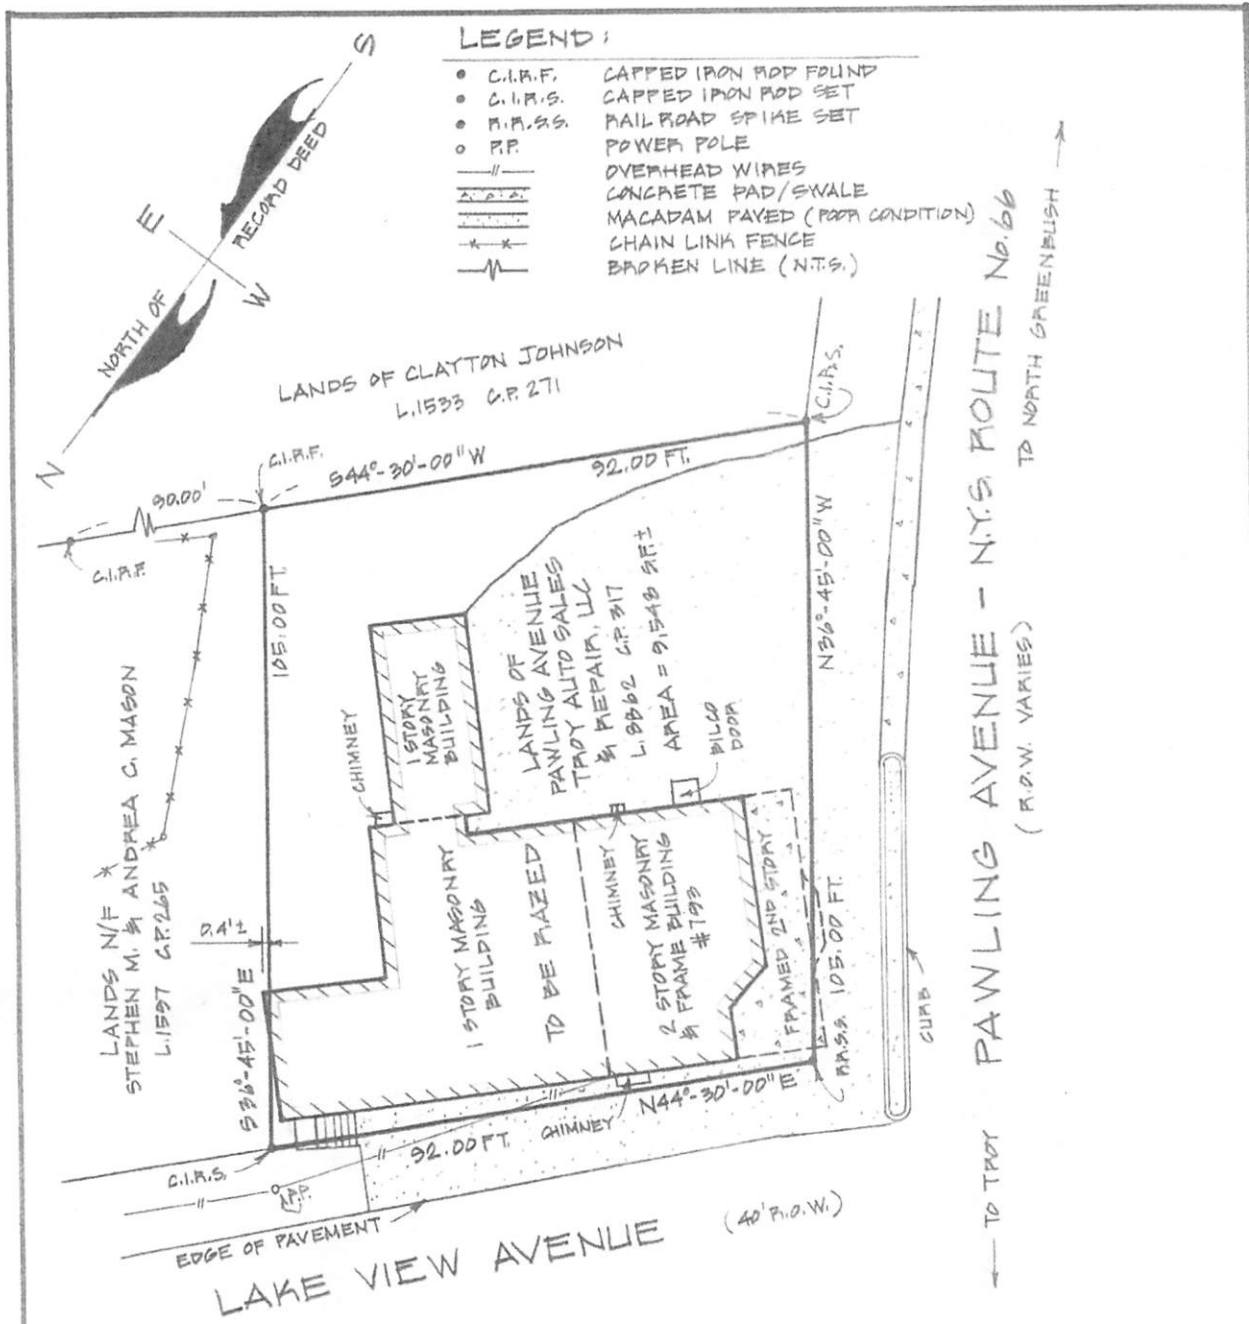 LEGEND:
C.I.R.F. CAPPED IRON ROD FOUND
C.I.R.S. CAPPED IRON ROD SET
R.R.S.S. RAILROAD SPIKE SET
P.P. POWER POLE
OVERHEAD WIRES
CONCRETE PAD/SWALE
MACADAM PAVED (POOR CONDITION)
CHAIN LINK FENCE
BROKEN LINE (N.T.S.)
S
E
W
N
NORTH OF
RECORD DEED
LANDS OF CLAYTON JOHNSON
L.1533 C.P. 271
C.I.R.F.
S44°-30'-00"W
92.00 FT.
C.I.R.S.
90.00'
C.I.R.F.
105.00 FT.
S36°-45'-00"E
0.4'±
LANDS N/F
STEPHEN M. & ANDREA C. MASON
L.1557 C.P.265
CHIMNEY
1 STORY
MASONRY
BUILDING
LANDS OF
PAWLING AVENUE
TROY AUTO SALES
& REPAIR, LLC
L.8862 C.P. 317
AREA = 9,548 S.F.±
BILCO
DOOR
N36°-45'-00"W
105.00 FT.
1 STORY MASONRY
BUILDING
TO BE RAZED
CHIMNEY
2 STORY MASONRY
& FRAME BUILDING
#793
FRAMED 2ND STORY
R.R.S.S.
CURB
N44°-30'-00"E
CHIMNEY
92.00 FT.
C.I.R.S.
P.P.
EDGE OF PAVEMENT
LAKE VIEW AVENUE
(40' R.O.W.)
PAWLING AVENUE - N.Y.S. ROUTE No.66
(R.O.W. VARIES)
TO NORTH GREENBUSH
TO TROY